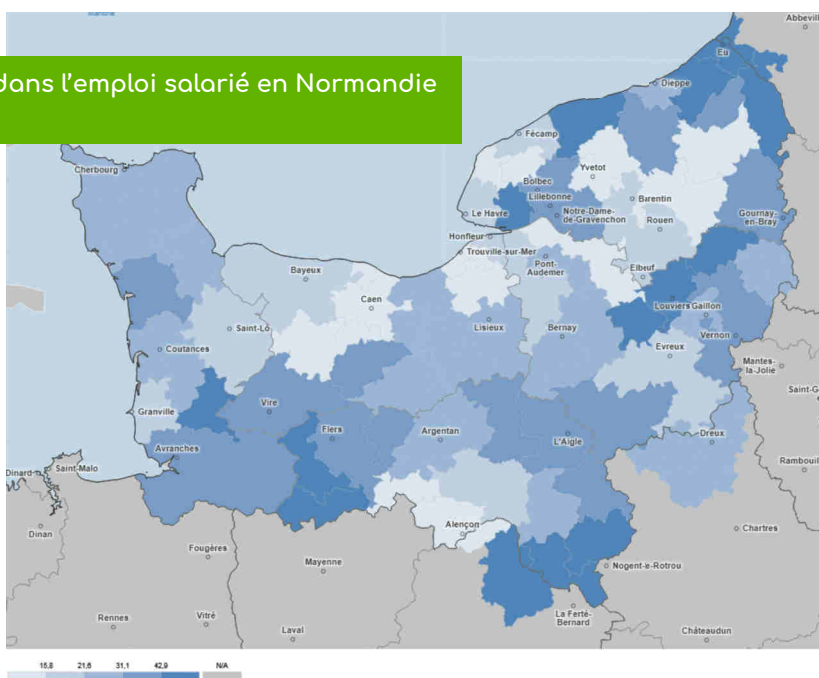 Abbevill
Eu
Dieppe
dans l'emploi salarié en Normandie
Fécamp
Cherbourg
Yvetot
Bolbec
Lillebonne
Barentin
Notre-Dame-
de-Gravenchon
Le Havre
Rouen
Gournay-
en-Bray
Honfleur
Trouville-sur-Mer
Pont-
Audemer
Elbeuf
Bayeux
Caen
Louviers
Gaillon
Saint-Lô
Lisieux
Bernay
Vernon
Evreux
Coutances
Mantes-
la-Jolie
Saint-G
Granville
Vire
Flers
Argentan
Dreux
L'Aigle
Avranches
Rambouil
Dinard
Saint-Malo
Alençon
Chartres
Dinan
Fougères
Mayenne
Nogent-le-Rotrou
La Ferté-
Bernard
Rennes
Vitré
Laval
Châteaudun
15,8 21,6 31,1 42,9 N/A